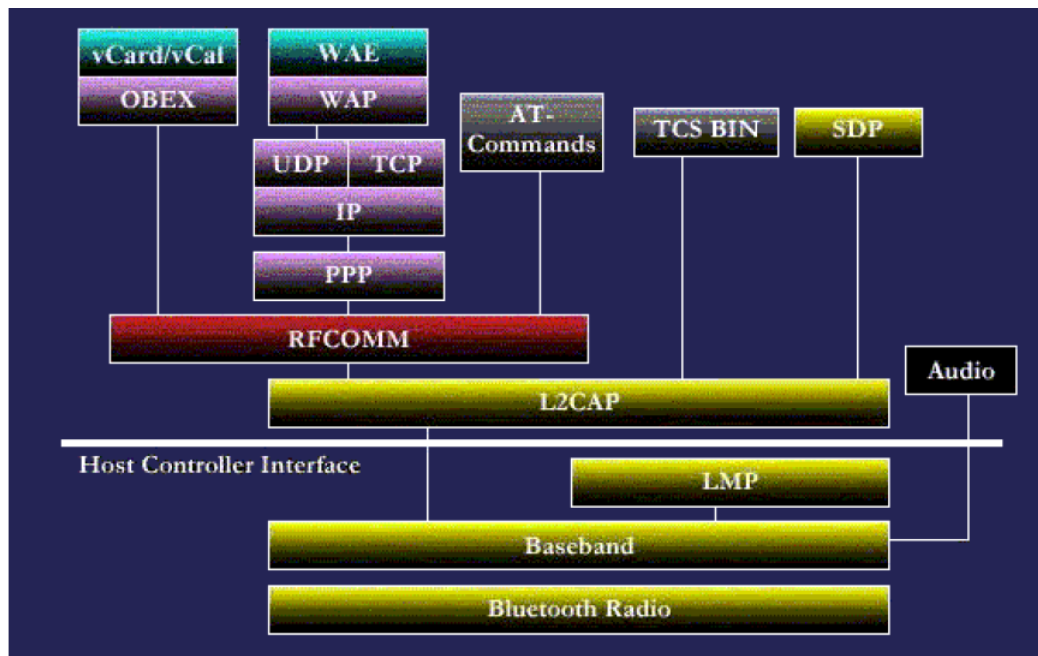 vCard/vCal
OBEX
WAE
WAP
AT-
Commands
TCS BIN
SDP
UDP
TCP
IP
PPP
RFCOMM
Audio
L2CAP
Host Controller Interface
LMP
Baseband
Bluetooth Radio